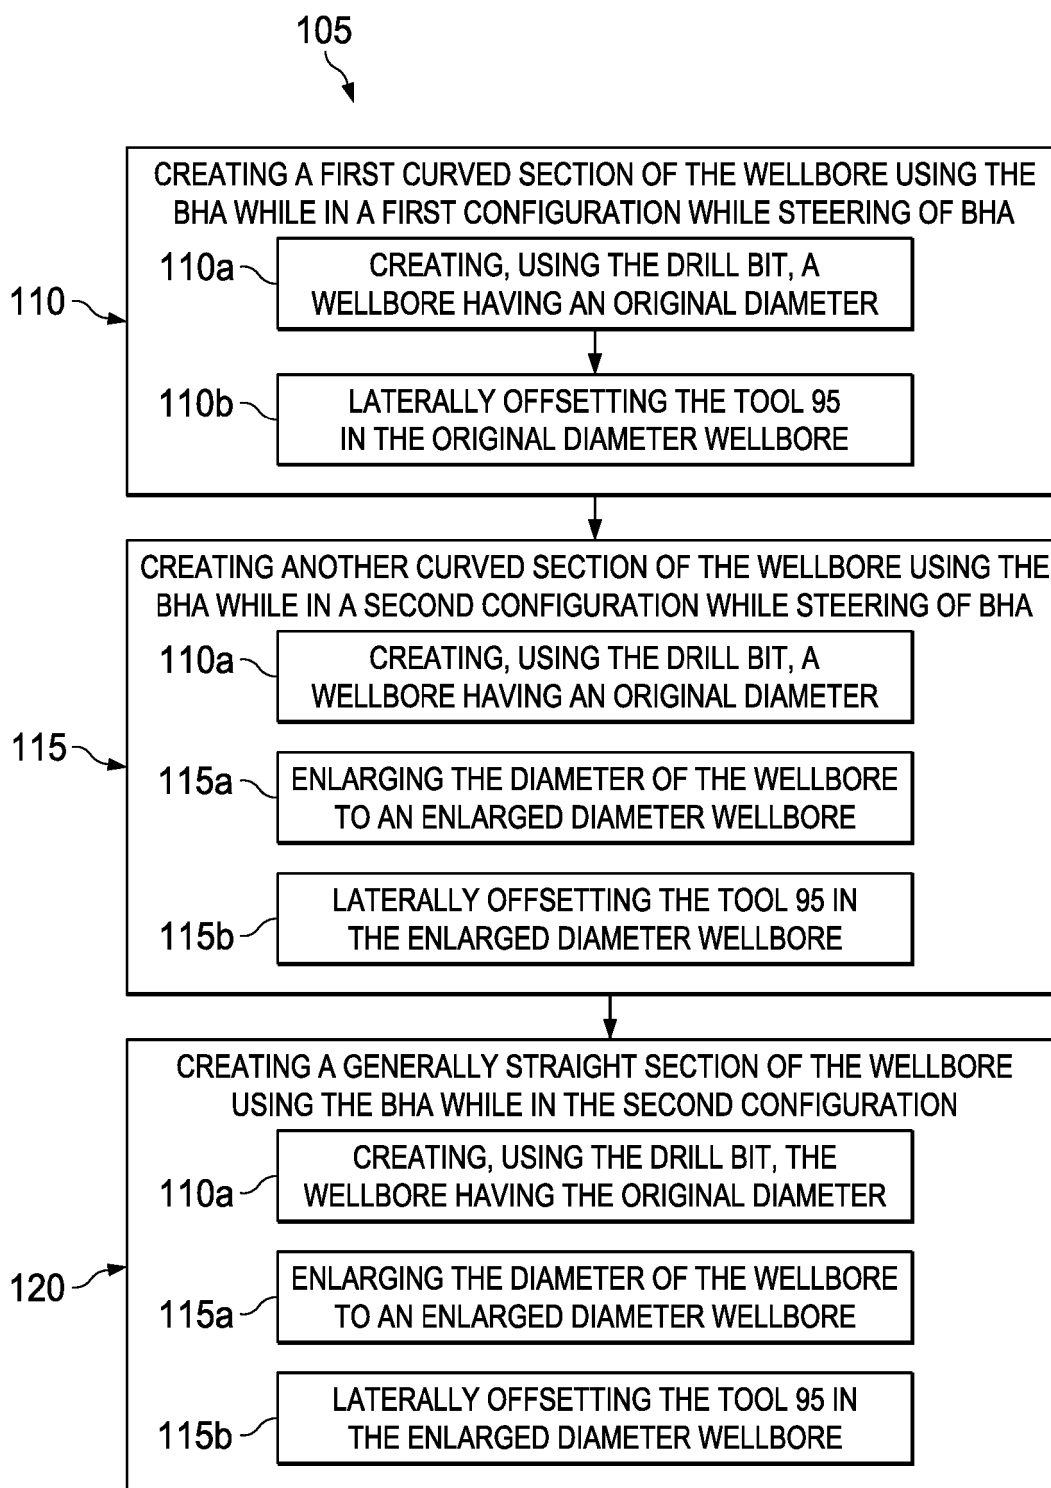 105
CREATING A FIRST CURVED SECTION OF THE WELLBORE USING THE
BHA WHILE IN A FIRST CONFIGURATION WHILE STEERING OF BHA
110a
CREATING, USING THE DRILL BIT, A
WELLBORE HAVING AN ORIGINAL DIAMETER
110
110b
LATERALLY OFFSETTING THE TOOL 95
IN THE ORIGINAL DIAMETER WELLBORE
CREATING ANOTHER CURVED SECTION OF THE WELLBORE USING THE
BHA WHILE IN A SECOND CONFIGURATION WHILE STEERING OF BHA
110a
CREATING, USING THE DRILL BIT, A
WELLBORE HAVING AN ORIGINAL DIAMETER
115
115a
ENLARGING THE DIAMETER OF THE WELLBORE
TO AN ENLARGED DIAMETER WELLBORE
115b
LATERALLY OFFSETTING THE TOOL 95 IN
THE ENLARGED DIAMETER WELLBORE
CREATING A GENERALLY STRAIGHT SECTION OF THE WELLBORE
USING THE BHA WHILE IN THE SECOND CONFIGURATION
110a
CREATING, USING THE DRILL BIT, THE
WELLBORE HAVING THE ORIGINAL DIAMETER
120
115a
ENLARGING THE DIAMETER OF THE WELLBORE
TO AN ENLARGED DIAMETER WELLBORE
115b
LATERALLY OFFSETTING THE TOOL 95 IN
THE ENLARGED DIAMETER WELLBORE